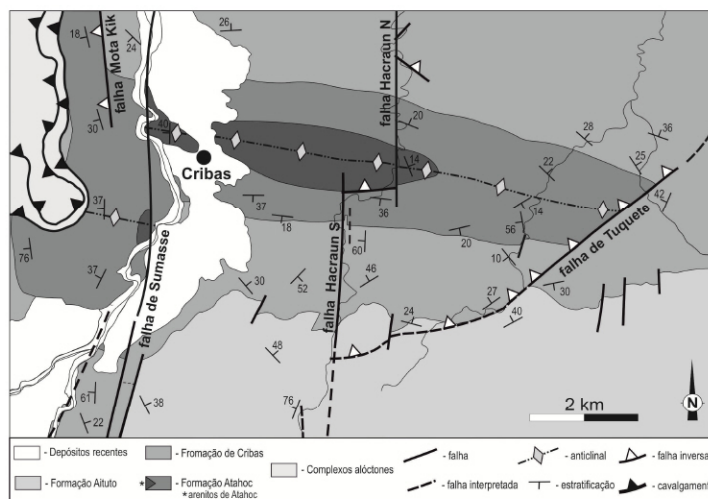 falha Mota Kik
18
24
26
falha Hacraun N
30
40
20
28
36
Cribas
14
22
25
37
37
36
14
42
76
18
20
56
falha de Tuquete
60
37
falha de Sumasse
falha Hacraun S
10
30
52
46
27
30
24
40
48
2 km
N
61
38
76
22
- Depósitos recentes
- Fromação de Cribas
- Complexos alóctones
- falha
- anticlinal
- falha inversa
- Formação Aituto
*
- Formação Atahoc
*arenitos de Atahoc
- falha interpretada
- estratificação
- cavalgamento